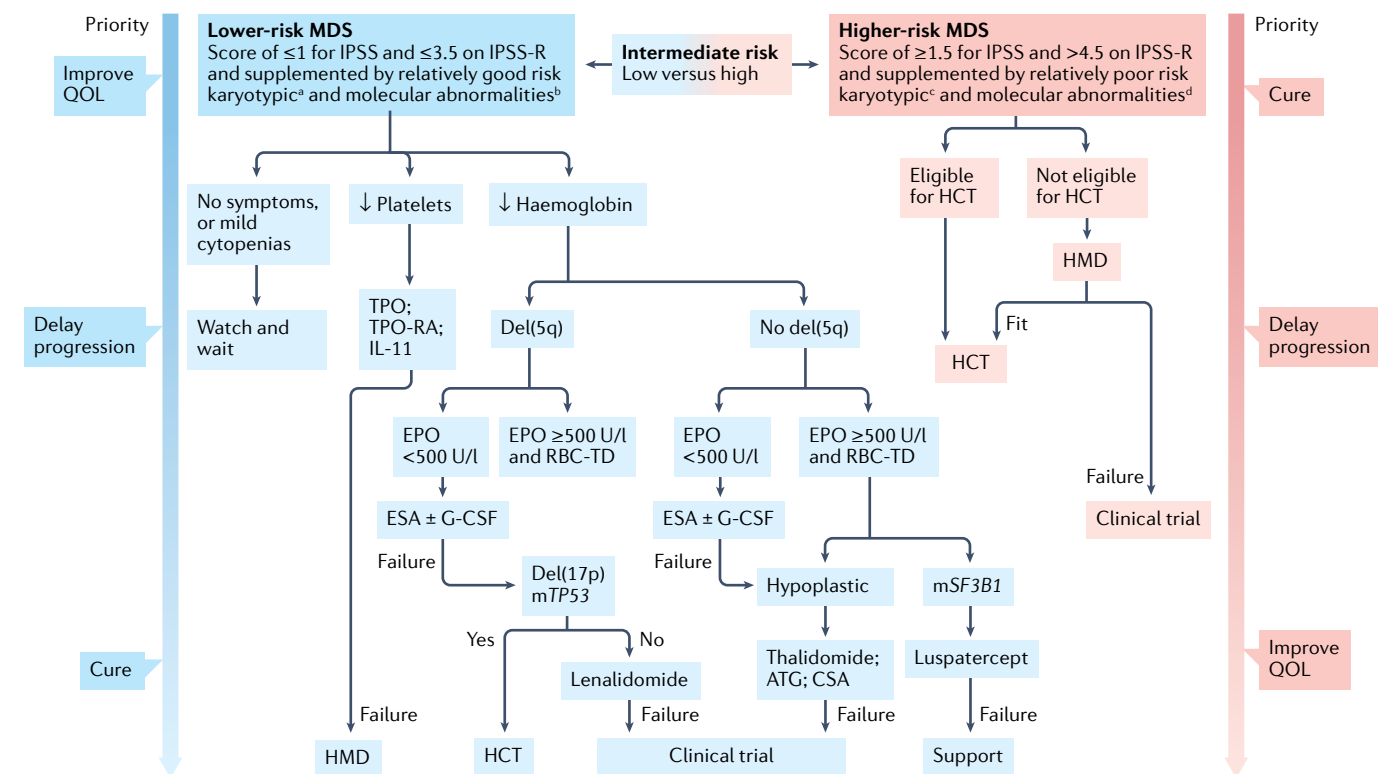 Priority
Improve
QOL
Delay
progression
Cure
Lower-risk MDS
Score of ≤1 for IPSS and ≤3.5 on IPSS-R
and supplemented by relatively good risk
karyotypicᵃ and molecular abnormalitiesᵇ
Intermediate risk
Low versus high
Higher-risk MDS
Score of ≥1.5 for IPSS and >4.5 on IPSS-R
and supplemented by relatively poor risk
karyotypicᶜ and molecular abnormalitiesᵈ
Priority
Cure
Delay
progression
Improve
QOL
No symptoms,
or mild
cytopenias
↓ Platelets
↓ Haemoglobin
Eligible
for HCT
Not eligible
for HCT
HMD
Watch and
wait
TPO;
TPO-RA;
IL-11
Del(5q)
No del(5q)
Fit
HCT
EPO
<500 U/l
EPO ≥500 U/l
and RBC-TD
EPO
<500 U/l
EPO ≥500 U/l
and RBC-TD
Failure
Clinical trial
ESA ± G-CSF
ESA ± G-CSF
Failure
Del(17p)
mTP53
Failure
Hypoplastic
mSF3B1
Yes
No
Lenalidomide
Thalidomide;
ATG; CSA
Luspatercept
Failure
Failure
Failure
Failure
HMD
HCT
Clinical trial
Support